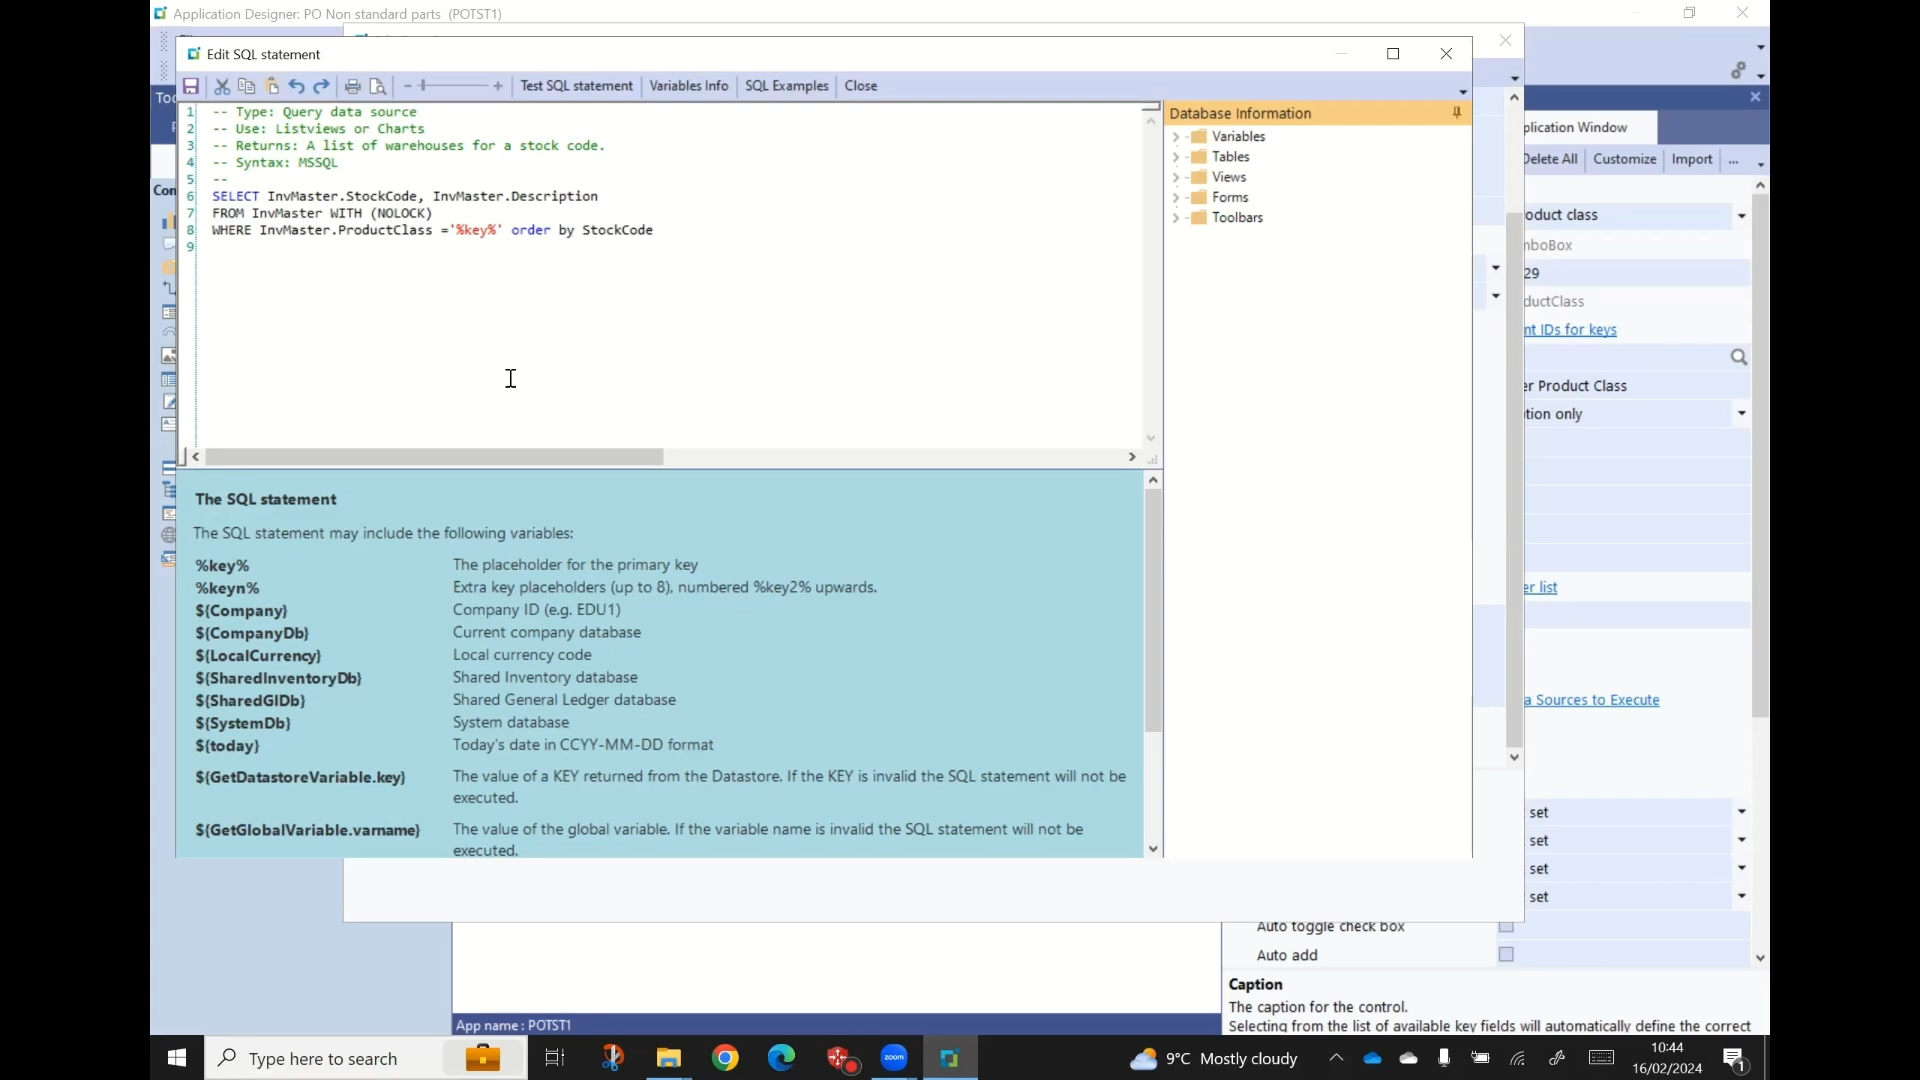 Application Designer: PO Non standard parts (POTST1)
Edit SQL statement
Test SQL statement
Variables Info
SQL Examples
Close
1 -- Type: Query data source
2 -- Use: Listviews or Charts
3 -- Returns: A list of warehouses for a stock code.
4 -- Syntax: MSSQL
5 --
6 SELECT InvMaster.StockCode, InvMaster.Description
7 FROM InvMaster WITH (NOLOCK)
8 WHERE InvMaster.ProductClass ='%key%' order by StockCode
9
Database Information
Variables
Tables
Views
Forms
Toolbars
The SQL statement
The SQL statement may include the following variables:
%key% The placeholder for the primary key
%keyn% Extra key placeholders (up to 8), numbered %key2% upwards.
${Company} Company ID (e.g. EDU1)
${CompanyDb} Current company database
${LocalCurrency} Local currency code
${SharedInventoryDb} Shared Inventory database
${SharedGlDb} Shared General Ledger database
${SystemDb} System database
${today} Today's date in CCYY-MM-DD format
${GetDatastoreVariable.key} The value of a KEY returned from the Datastore. If the KEY is invalid the SQL statement will not be
executed.
${GetGlobalVariable.varname} The value of the global variable. If the variable name is invalid the SQL statement will not be
executed.
Too
Con
plication Window
Delete All
Customize
Import
...
oduct class
mboBox
29
ductClass
nt IDs for keys
er Product Class
tion only
er list
a Sources to Execute
set
set
set
set
Auto toggle check box
Auto add
Caption
The caption for the control.
Selecting from the list of available key fields will automatically define the correct
App name : POTST1
Type here to search
zoom
9°C Mostly cloudy
10:44
16/02/2024
1